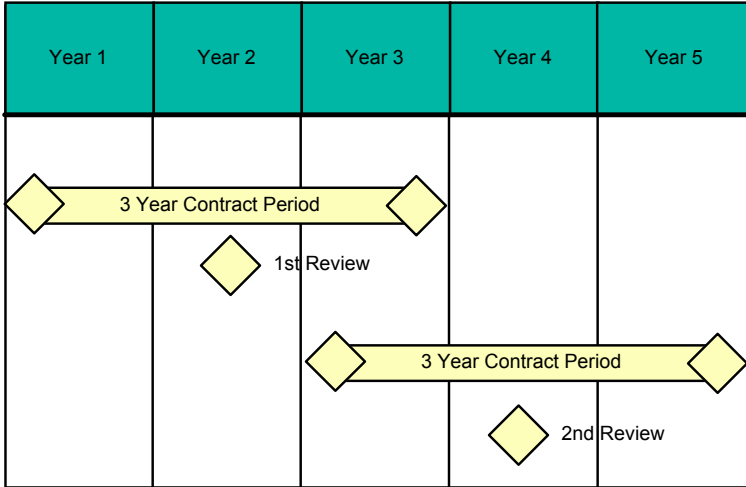 Year 1 Year 2 Year 3 Year 4 Year 5
3 Year Contract Period
1st Review
3 Year Contract Period
2nd Review